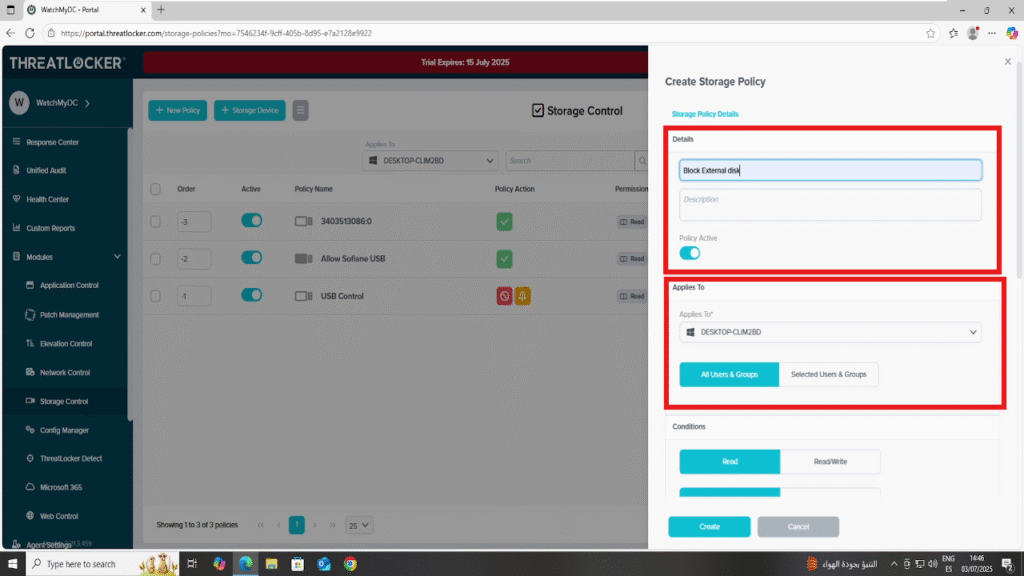 WatchMyDC - Portal
https://portal.threatlocker.com/storage-policies?mo=7546234f-9cff-405b-8d95-e7a2128e9922
THREATLOCKER
Trial Expires: 15 July 2025
W WatchMyDC
Response Center
Unified Audit
Health Center
Custom Reports
Modules
Application Control
Patch Management
Elevation Control
Network Control
Storage Control
Config Manager
ThreatLocker Detect
Microsoft 365
Web Control
Agent Settings
+ New Policy
+ Storage Device
Storage Control
Applies To
DESKTOP-CLIM2BD
Search
Order Active Policy Name Policy Action Permission
-3 3403513086:0 Read
-2 Allow Sofiane USB Read
-1 USB Control Read
Showing 1 to 3 of 3 policies
1
25
Create Storage Policy
Storage Policy Details
Details
Block External disk
Description
Policy Active
Applies To
Applies To*
DESKTOP-CLIM2BD
All Users & Groups
Selected Users & Groups
Conditions
Read
Read/Write
Create
Cancel
Type here to search
التنبؤ بجودة الهواء
ENG
ES
14:46
03/07/2025
2